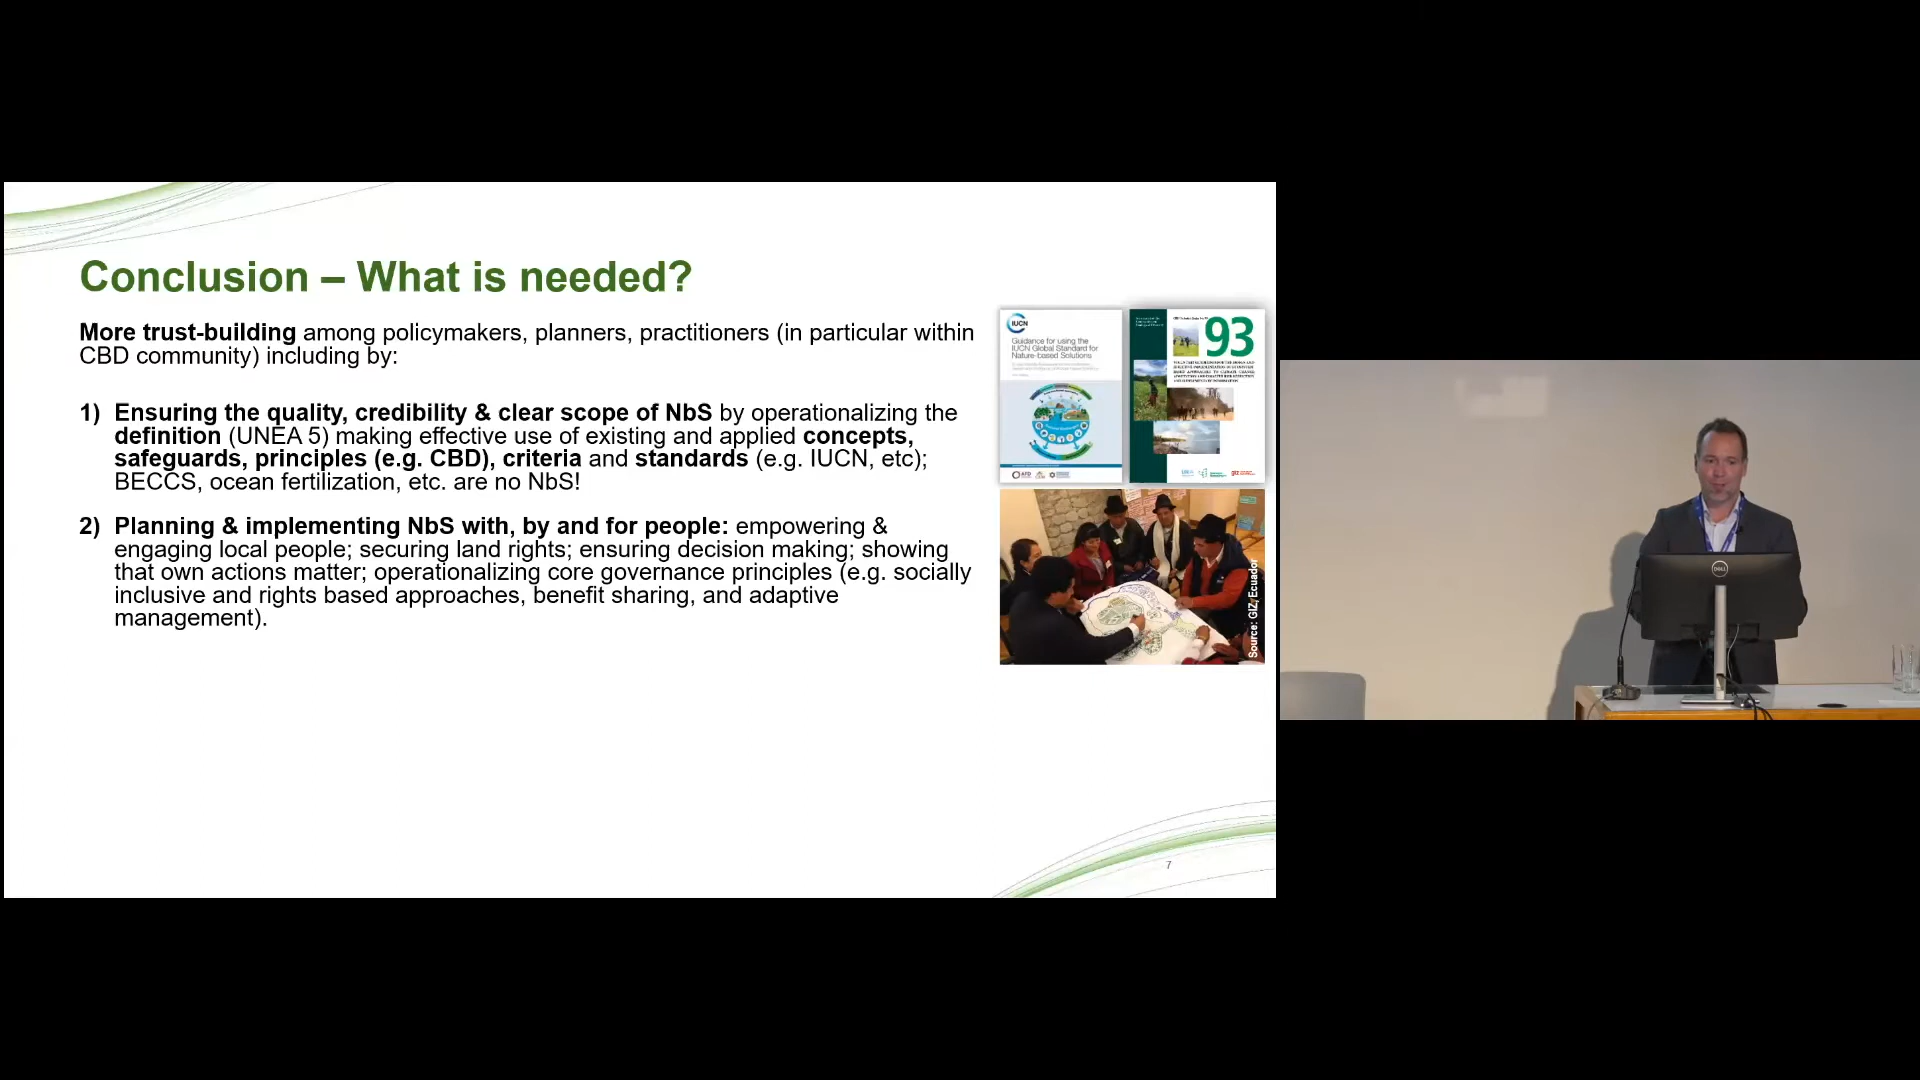 Conclusion – What is needed?
More trust-building among policymakers, planners, practitioners (in particular within
CBD community) including by:
1) Ensuring the quality, credibility & clear scope of NbS by operationalizing the
definition (UNEA 5) making effective use of existing and applied concepts,
safeguards, principles (e.g. CBD), criteria and standards (e.g. IUCN, etc);
BECCS, ocean fertilization, etc. are no NbS!
2) Planning & implementing NbS with, by and for people: empowering &
engaging local people; securing land rights; ensuring decision making; showing
that own actions matter; operationalizing core governance principles (e.g. socially
inclusive and rights based approaches, benefit sharing, and adaptive
management).
IUCN
Guidance for using the
IUCN Global Standard for
Nature-based Solutions
AFD
93
giz
Source: GIZ, Ecuador
7
DELL